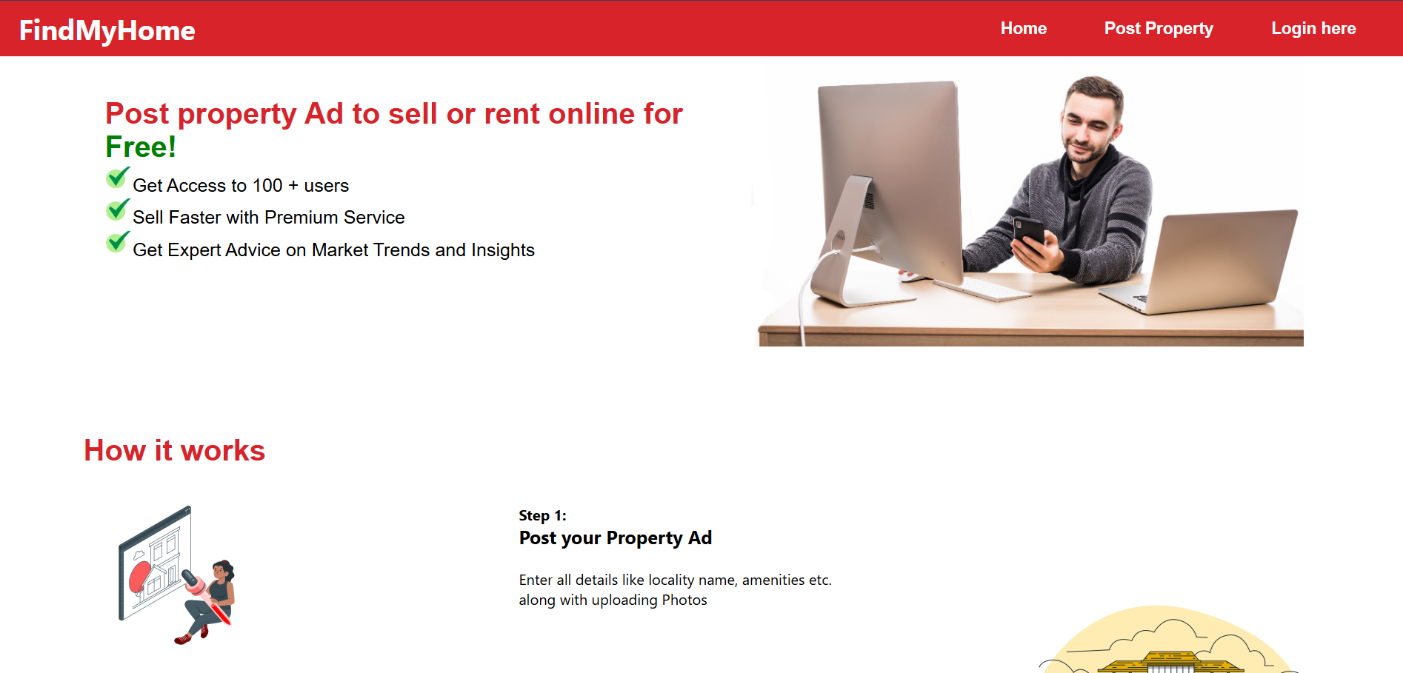 FindMyHome
Home
Post Property
Login here
Post property Ad to sell or rent online for
Free!
Get Access to 100 + users
Sell Faster with Premium Service
Get Expert Advice on Market Trends and Insights
How it works
Step 1:
Post your Property Ad
Enter all details like locality name, amenities etc.
along with uploading Photos